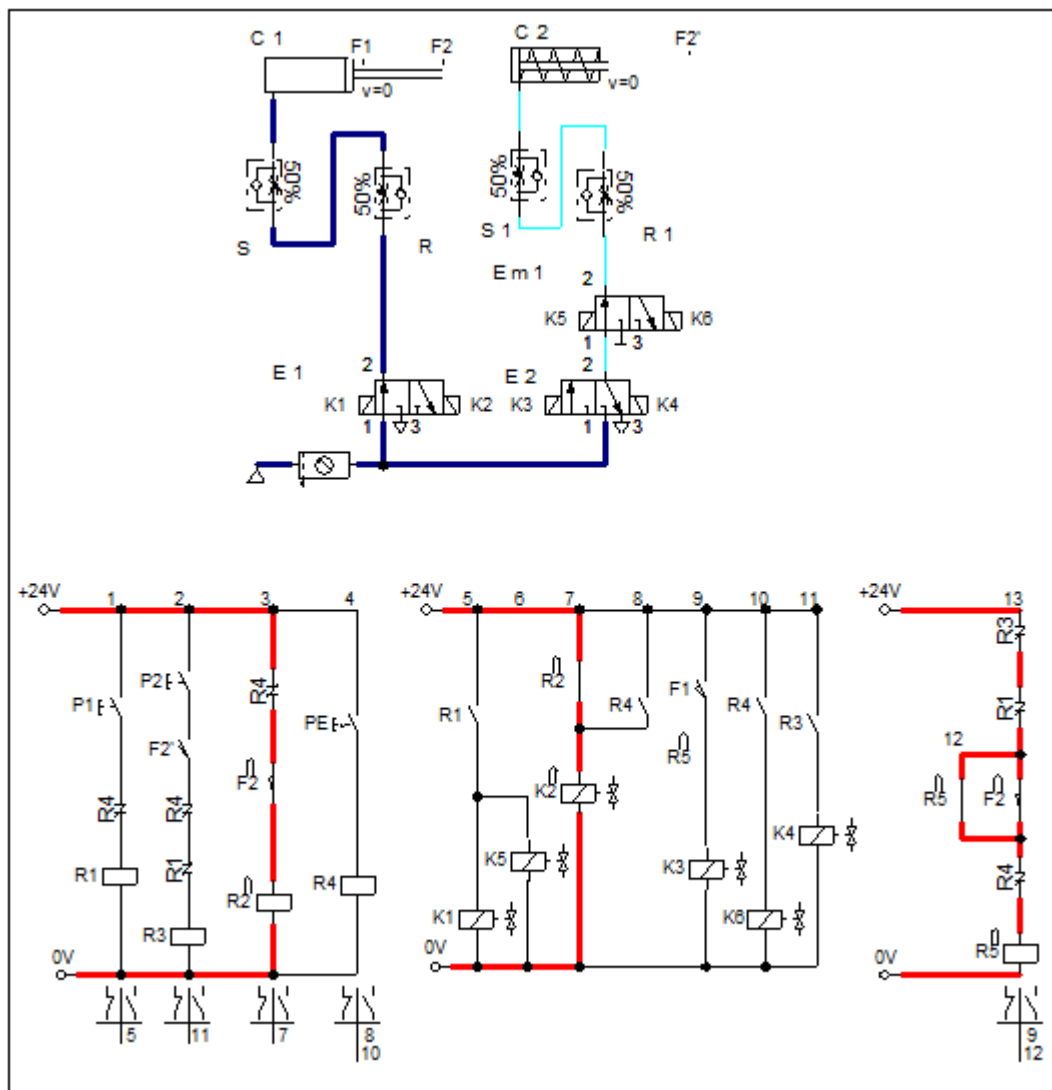 C 1 F1 F2 C 2 F2'
v=0 v=0
50% 50% 50% 50%
S R S 1 R 1
E m 1
2
K5 K6
1 3
E 1 2 E 2 2
K1 K2 K3 K4
1 3 1 3
+24V 1 2 3 4 +24V 5 6 7 8 9 10 11 +24V 13
R3
P2 R4 R2 F1
P1 PE R1 R4 R4 R3 R1
F2' F2 R5 12
R5 F2
R4 R4 K2
K4
R1 R1 R4 K5 K3 R4
R2
R3 K1 K6
R5
0V 0V 0V
5 11 7 8 9
10 12